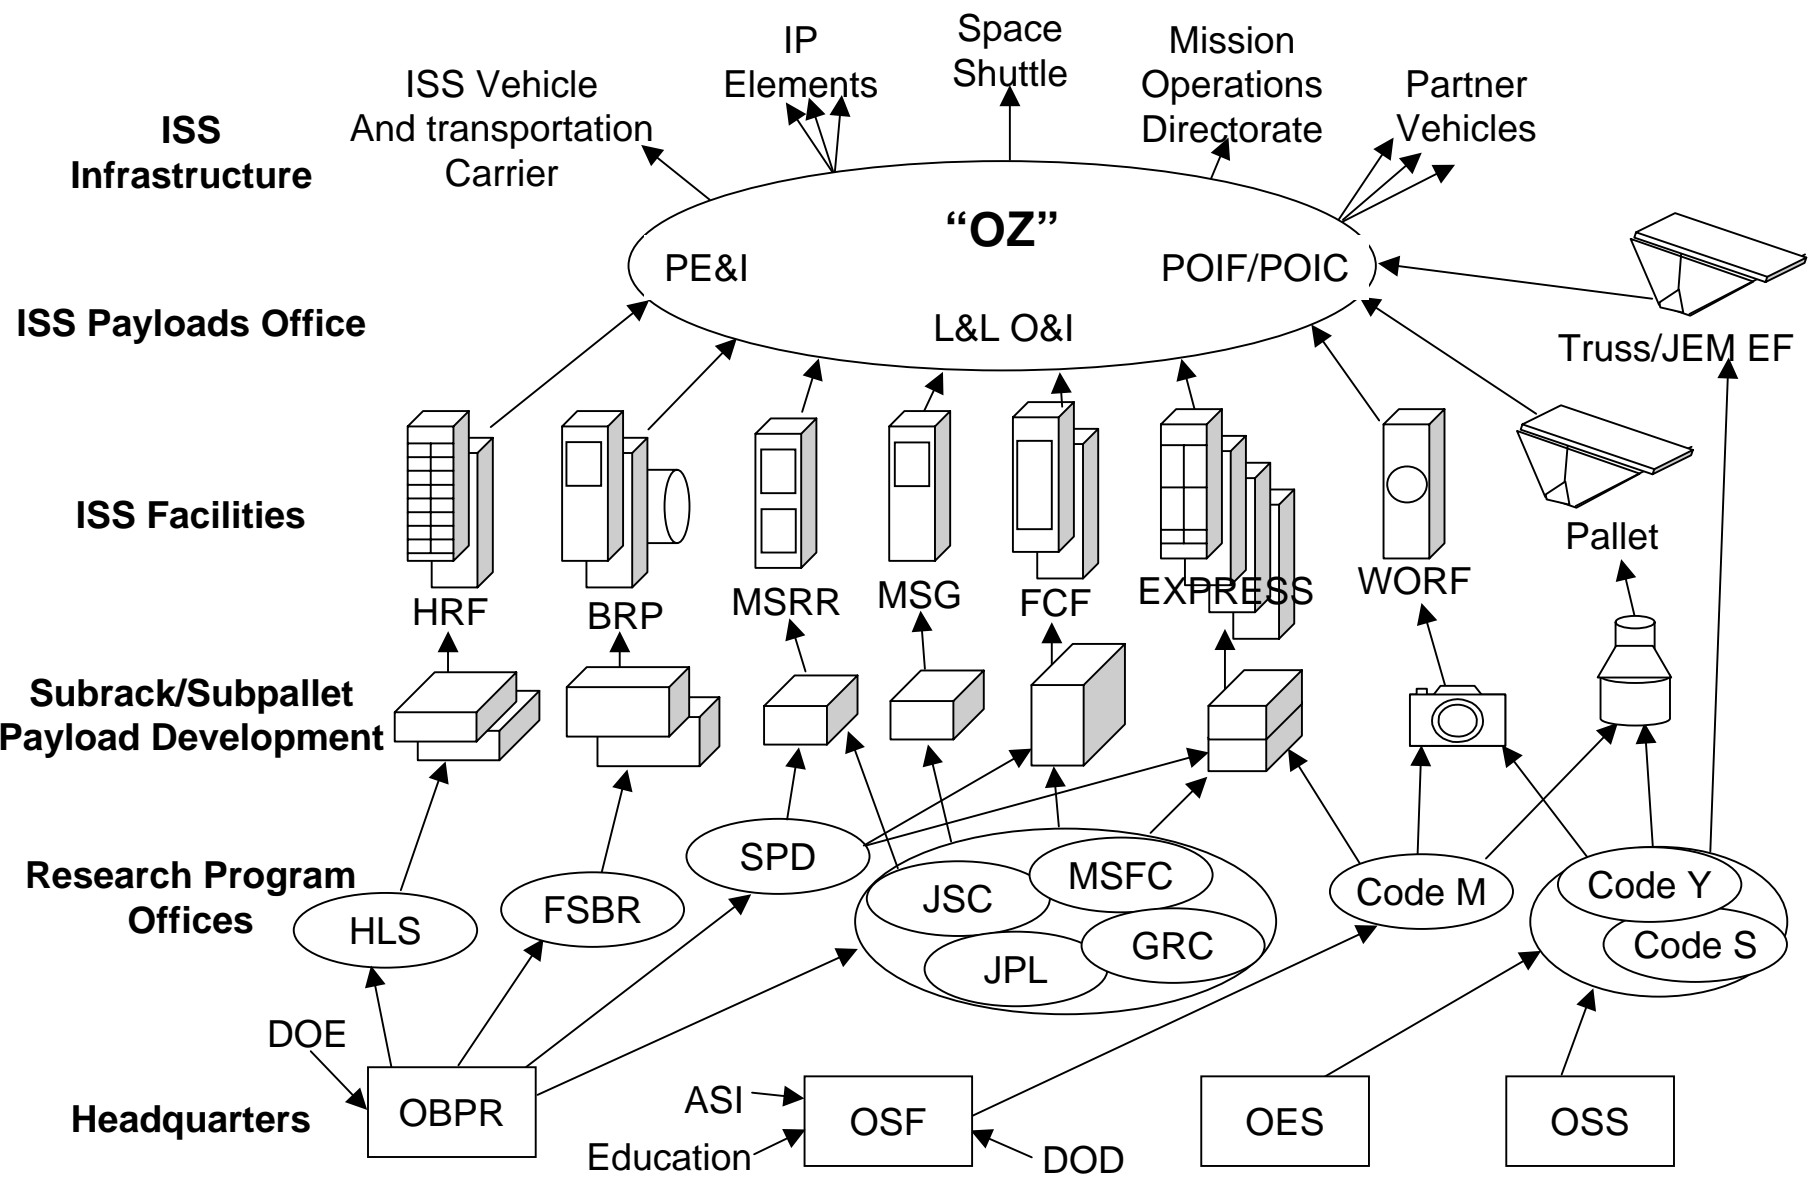 IP
Elements
Space
Shuttle
Mission
Operations
Directorate
Partner
Vehicles
ISS Vehicle
And transportation
Carrier
ISS
Infrastructure
“OZ”
PE&I
POIF/POIC
L&L O&I
ISS Payloads Office
Truss/JEM EF
ISS Facilities
Pallet
HRF
BRP
MSRR
MSG
FCF
EXPRESS
WORF
Subrack/Subpallet
Payload Development
Research Program
Offices
HLS
FSBR
SPD
JSC
MSFC
JPL
GRC
Code M
Code Y
Code S
DOE
Headquarters
OBPR
ASI
Education
OSF
DOD
OES
OSS